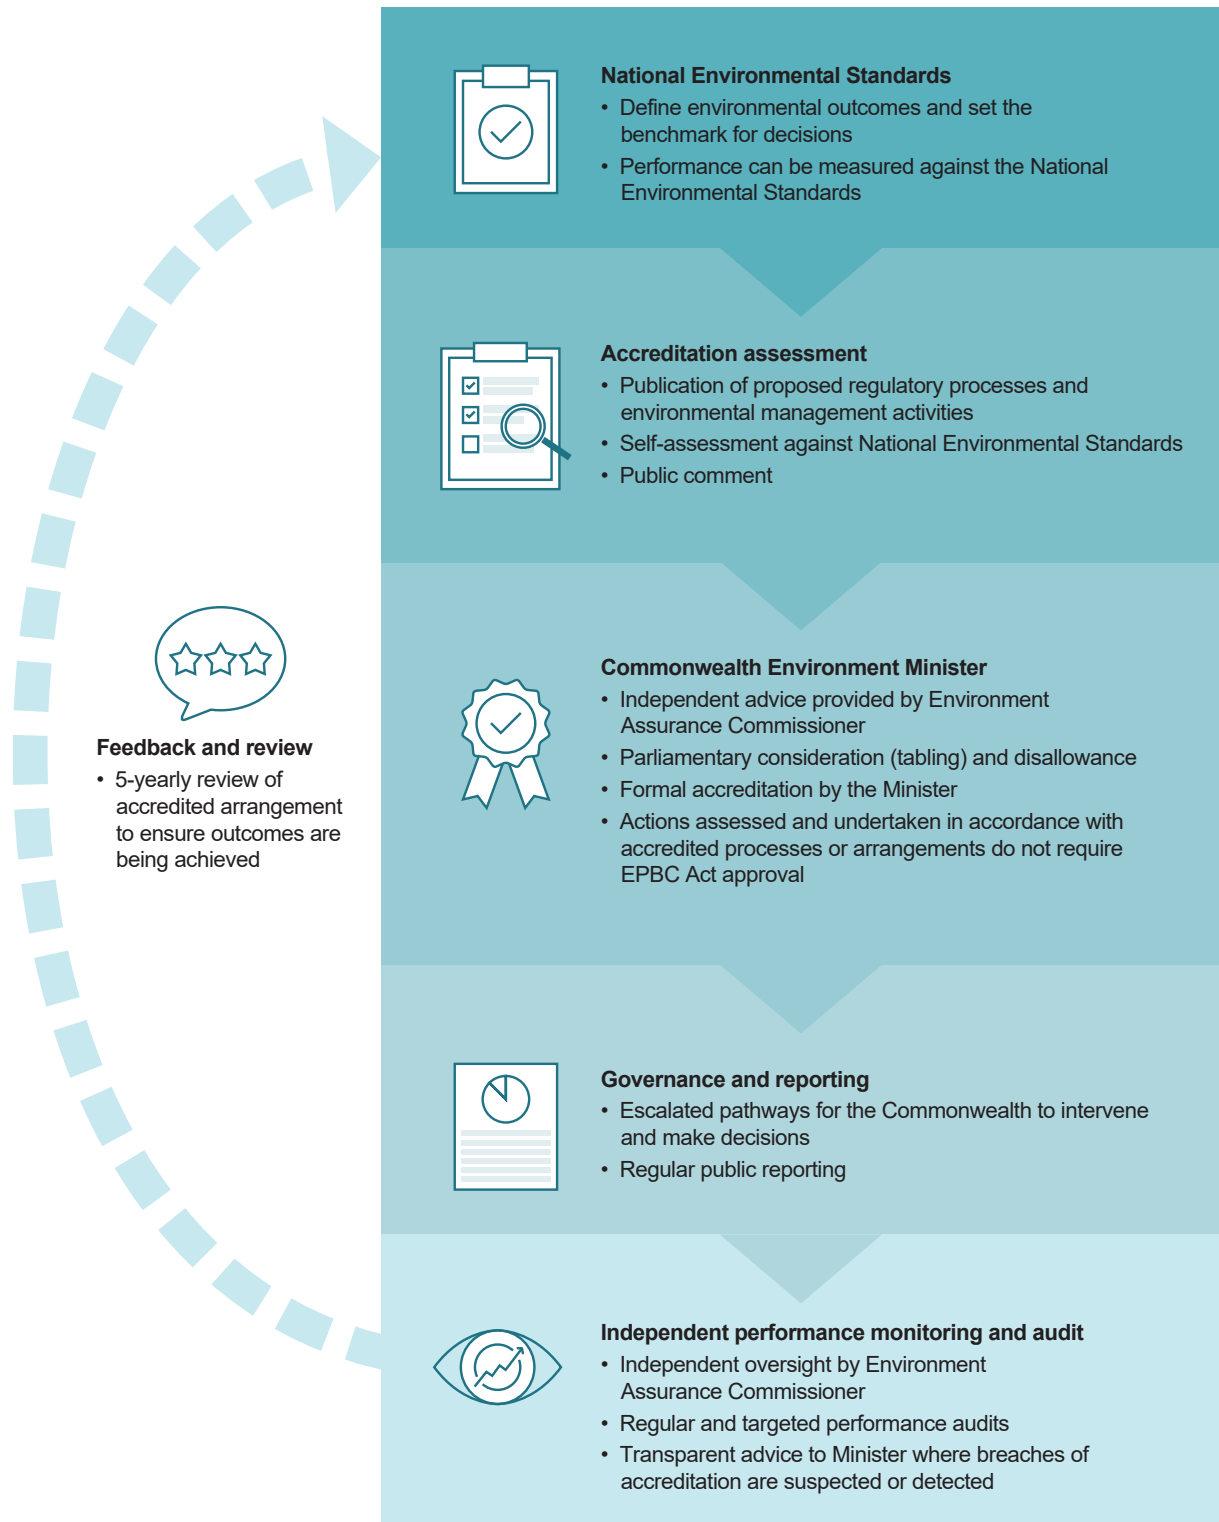 National Environmental Standards
• Define environmental outcomes and set the
benchmark for decisions
• Performance can be measured against the National
Environmental Standards
Accreditation assessment
• Publication of proposed regulatory processes and
environmental management activities
• Self-assessment against National Environmental Standards
• Public comment
Commonwealth Environment Minister
• Independent advice provided by Environment
Assurance Commissioner
• Parliamentary consideration (tabling) and disallowance
• Formal accreditation by the Minister
• Actions assessed and undertaken in accordance with
accredited processes or arrangements do not require
EPBC Act approval
Governance and reporting
• Escalated pathways for the Commonwealth to intervene
and make decisions
• Regular public reporting
Independent performance monitoring and audit
• Independent oversight by Environment
Assurance Commissioner
• Regular and targeted performance audits
• Transparent advice to Minister where breaches of
accreditation are suspected or detected
Feedback and review
• 5-yearly review of
accredited arrangement
to ensure outcomes are
being achieved